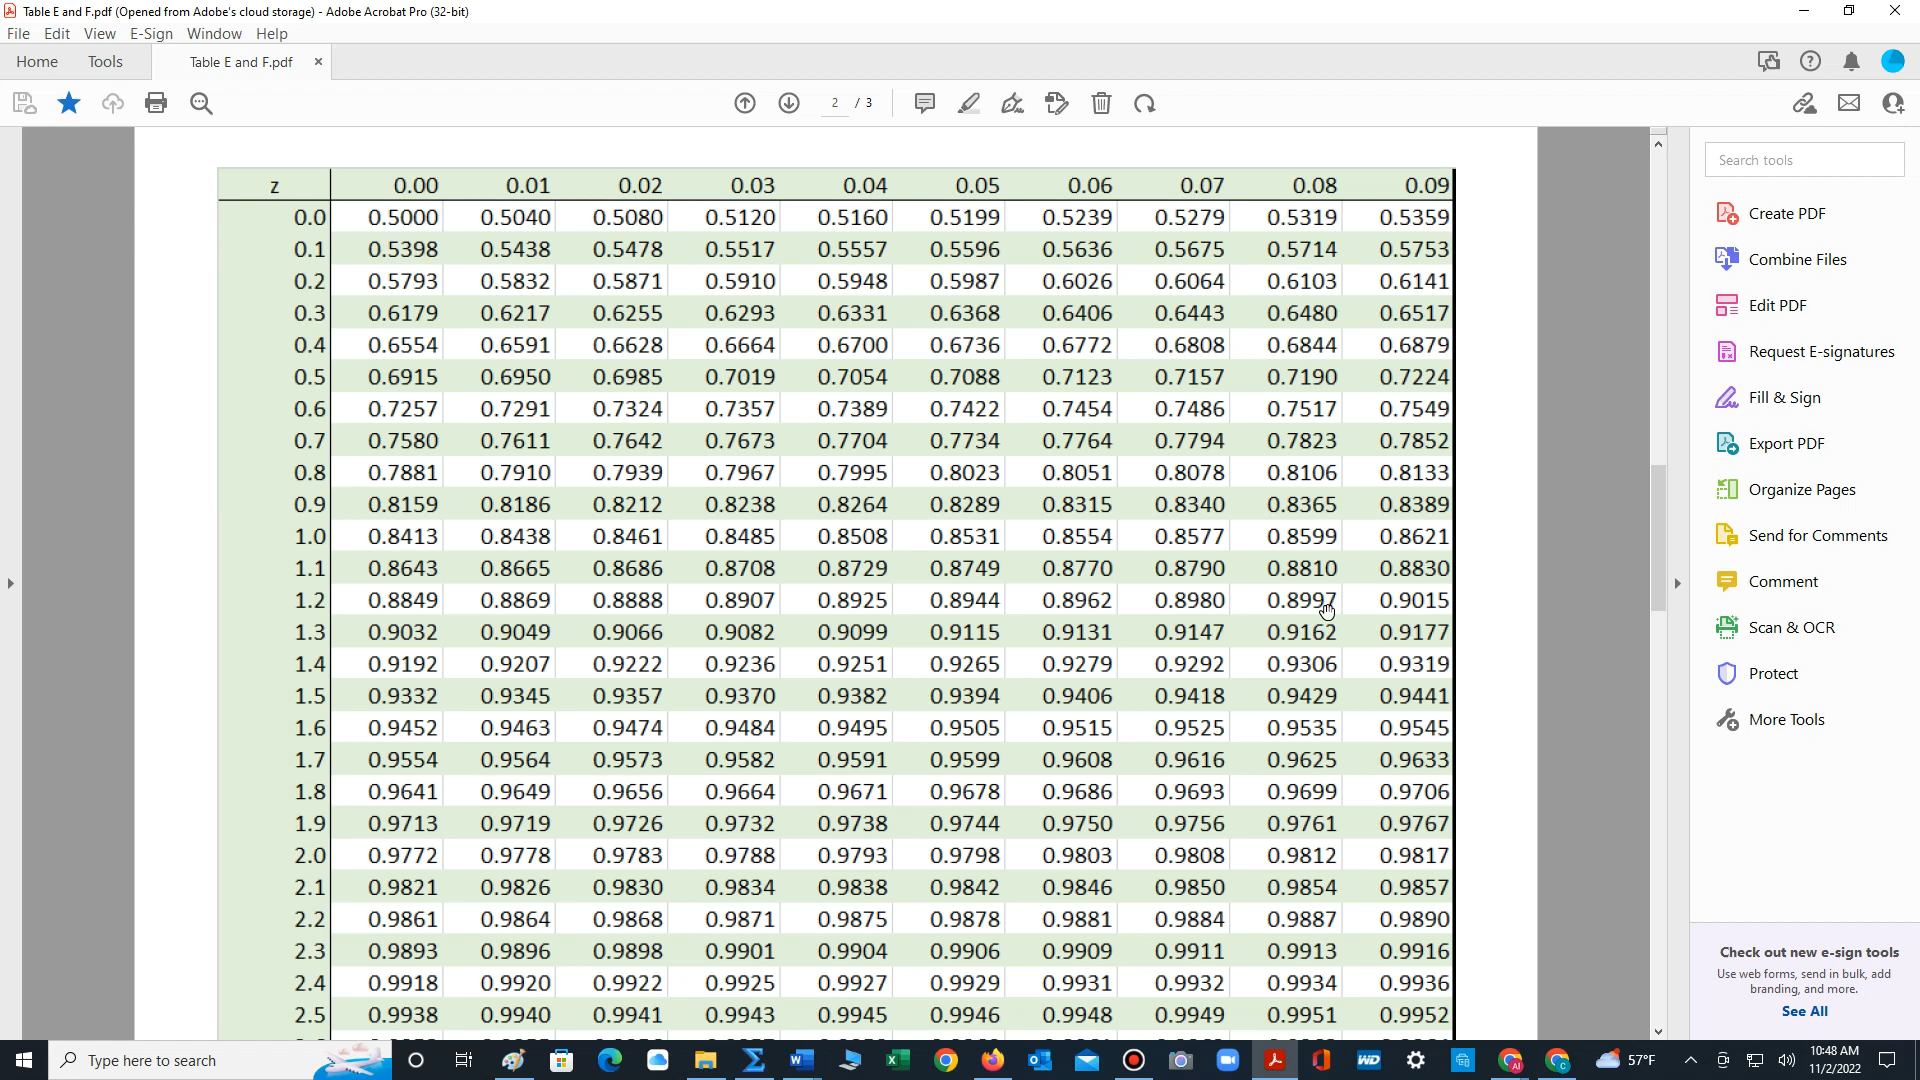 Table E and F.pdf (Opened from Adobe's cloud storage) - Adobe Acrobat Pro (32-bit)
File Edit View E-Sign Window Help
Home Tools Table E and F.pdf ×
2 / 3
Search tools
z 0.00 0.01 0.02 0.03 0.04 0.05 0.06 0.07 0.08 0.09
0.0 0.5000 0.5040 0.5080 0.5120 0.5160 0.5199 0.5239 0.5279 0.5319 0.5359
0.1 0.5398 0.5438 0.5478 0.5517 0.5557 0.5596 0.5636 0.5675 0.5714 0.5753
0.2 0.5793 0.5832 0.5871 0.5910 0.5948 0.5987 0.6026 0.6064 0.6103 0.6141
0.3 0.6179 0.6217 0.6255 0.6293 0.6331 0.6368 0.6406 0.6443 0.6480 0.6517
0.4 0.6554 0.6591 0.6628 0.6664 0.6700 0.6736 0.6772 0.6808 0.6844 0.6879
0.5 0.6915 0.6950 0.6985 0.7019 0.7054 0.7088 0.7123 0.7157 0.7190 0.7224
0.6 0.7257 0.7291 0.7324 0.7357 0.7389 0.7422 0.7454 0.7486 0.7517 0.7549
0.7 0.7580 0.7611 0.7642 0.7673 0.7704 0.7734 0.7764 0.7794 0.7823 0.7852
0.8 0.7881 0.7910 0.7939 0.7967 0.7995 0.8023 0.8051 0.8078 0.8106 0.8133
0.9 0.8159 0.8186 0.8212 0.8238 0.8264 0.8289 0.8315 0.8340 0.8365 0.8389
1.0 0.8413 0.8438 0.8461 0.8485 0.8508 0.8531 0.8554 0.8577 0.8599 0.8621
1.1 0.8643 0.8665 0.8686 0.8708 0.8729 0.8749 0.8770 0.8790 0.8810 0.8830
1.2 0.8849 0.8869 0.8888 0.8907 0.8925 0.8944 0.8962 0.8980 0.8997 0.9015
1.3 0.9032 0.9049 0.9066 0.9082 0.9099 0.9115 0.9131 0.9147 0.9162 0.9177
1.4 0.9192 0.9207 0.9222 0.9236 0.9251 0.9265 0.9279 0.9292 0.9306 0.9319
1.5 0.9332 0.9345 0.9357 0.9370 0.9382 0.9394 0.9406 0.9418 0.9429 0.9441
1.6 0.9452 0.9463 0.9474 0.9484 0.9495 0.9505 0.9515 0.9525 0.9535 0.9545
1.7 0.9554 0.9564 0.9573 0.9582 0.9591 0.9599 0.9608 0.9616 0.9625 0.9633
1.8 0.9641 0.9649 0.9656 0.9664 0.9671 0.9678 0.9686 0.9693 0.9699 0.9706
1.9 0.9713 0.9719 0.9726 0.9732 0.9738 0.9744 0.9750 0.9756 0.9761 0.9767
2.0 0.9772 0.9778 0.9783 0.9788 0.9793 0.9798 0.9803 0.9808 0.9812 0.9817
2.1 0.9821 0.9826 0.9830 0.9834 0.9838 0.9842 0.9846 0.9850 0.9854 0.9857
2.2 0.9861 0.9864 0.9868 0.9871 0.9875 0.9878 0.9881 0.9884 0.9887 0.9890
2.3 0.9893 0.9896 0.9898 0.9901 0.9904 0.9906 0.9909 0.9911 0.9913 0.9916
2.4 0.9918 0.9920 0.9922 0.9925 0.9927 0.9929 0.9931 0.9932 0.9934 0.9936
2.5 0.9938 0.9940 0.9941 0.9943 0.9945 0.9946 0.9948 0.9949 0.9951 0.9952
Create PDF
Combine Files
Edit PDF
Request E-signatures
Fill & Sign
Export PDF
Organize Pages
Send for Comments
Comment
Scan & OCR
Protect
More Tools
Check out new e-sign tools
Use web forms, send in bulk, add
branding, and more.
See All
Type here to search
57°F
10:48 AM
11/2/2022